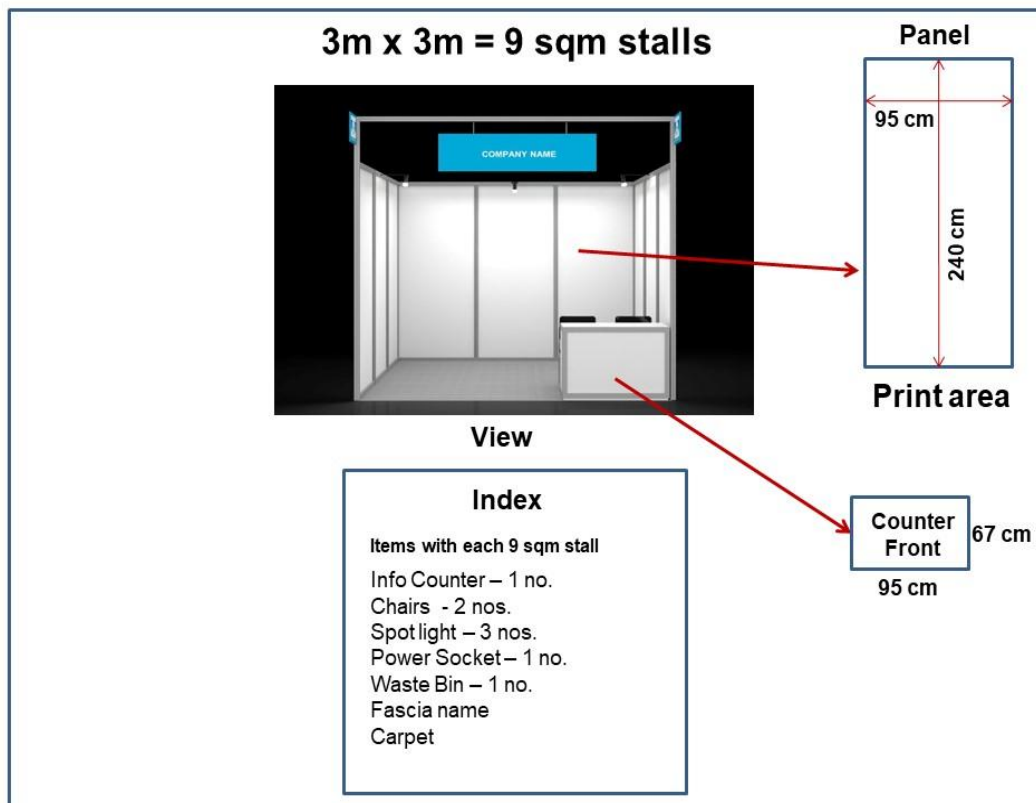 3m x 3m = 9 sqm stalls
Panel
95 cm
240 cm
COMPANY NAME
Print area
View
Index
Items with each 9 sqm stall
Info Counter – 1 no.
Chairs - 2 nos.
Spot light – 3 nos.
Power Socket – 1 no.
Waste Bin – 1 no.
Fascia name
Carpet
Counter
Front
67 cm
95 cm